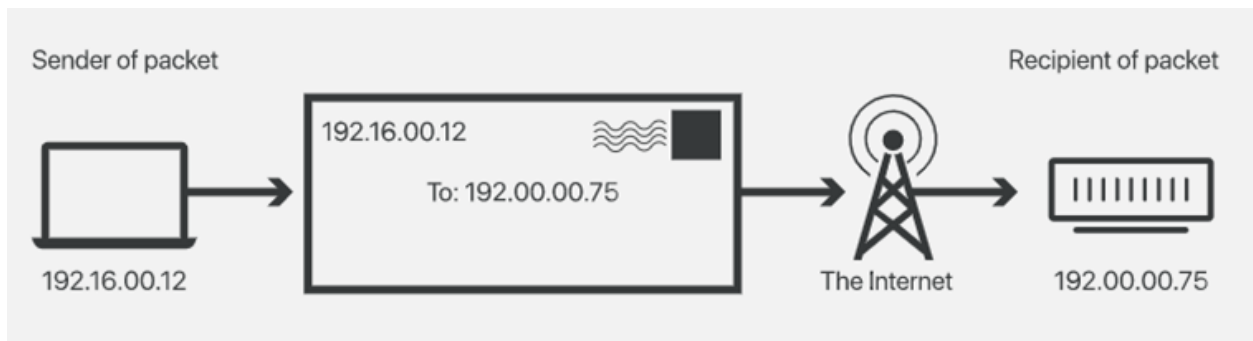 Sender of packet
Recipient of packet
192.16.00.12
To: 192.00.00.75
192.16.00.12
The Internet
192.00.00.75